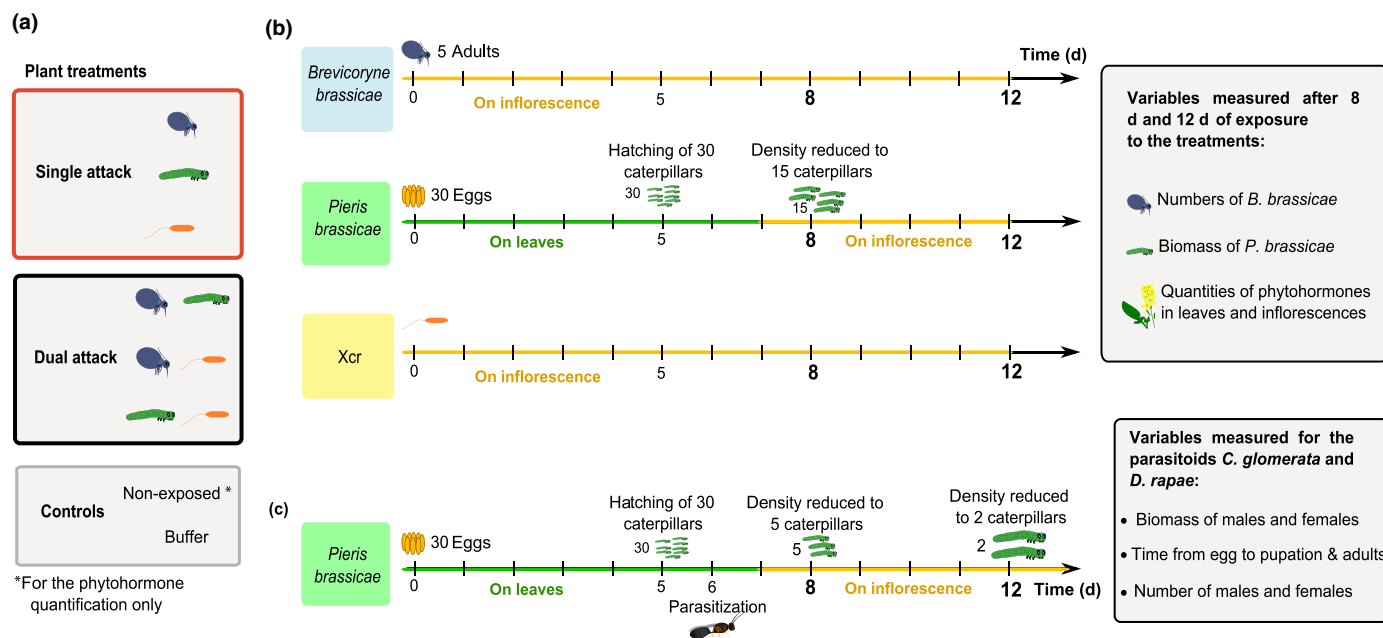 (a)
Plant treatments
Single attack
Dual attack
Non-exposed *
Controls
Buffer
*For the phytohormone
quantification only
(b)
Brevicoryne
brassicae
5 Adults
Time (d)
0 5 8 12
On inflorescence
Pieris
brassicae
30 Eggs
Hatching of 30
caterpillars
30
Density reduced to
15 caterpillars
15
0 5 8 12
On leaves
On inflorescence
Xcr
0 5 8 12
On inflorescence
Variables measured after 8
d and 12 d of exposure
to the treatments:
Numbers of B. brassicae
Biomass of P. brassicae
Quantities of phytohormones
in leaves and inflorescences
(c)
Pieris
brassicae
30 Eggs
Hatching of 30
caterpillars
30
Density reduced to
5 caterpillars
5
Density reduced
to 2 caterpillars
2
0 5 6 8 12 Time (d)
On leaves
On inflorescence
Parasitization
Variables measured for the
parasitoids C. glomerata and
D. rapae:
• Biomass of males and females
• Time from egg to pupation & adults
• Number of males and females